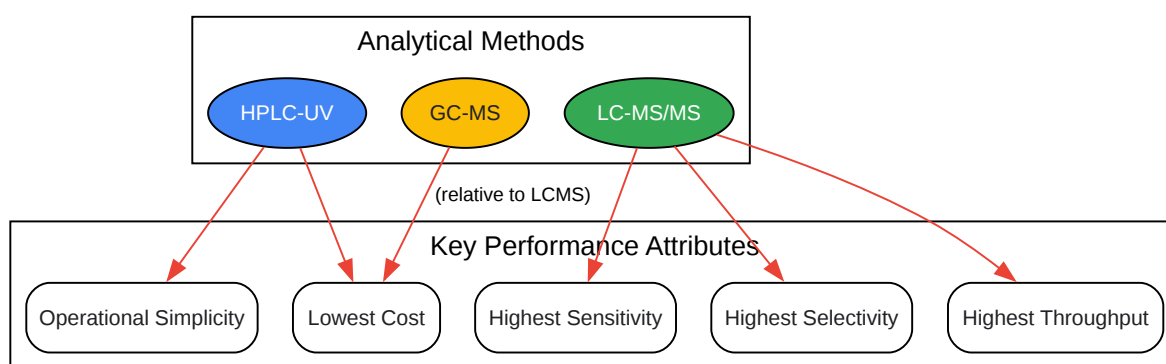 Analytical Methods
HPLC-UV
GC-MS
LC-MS/MS
(relative to LCMS)
Key Performance Attributes
Operational Simplicity
Lowest Cost
Highest Sensitivity
Highest Selectivity
Highest Throughput